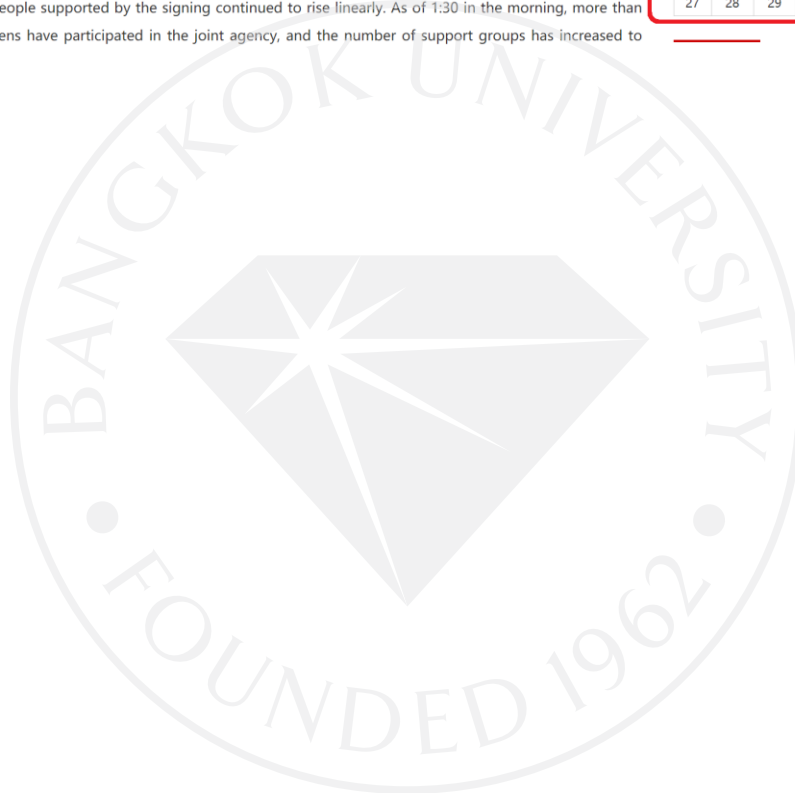 eople supported by the signing continued to rise linearly. As of 1:30 in the morning, more than
ens have participated in the joint agency, and the number of support groups has increased to
27 28 29
BANGKOK UNIVERSITY
• FOUNDED 1962 •